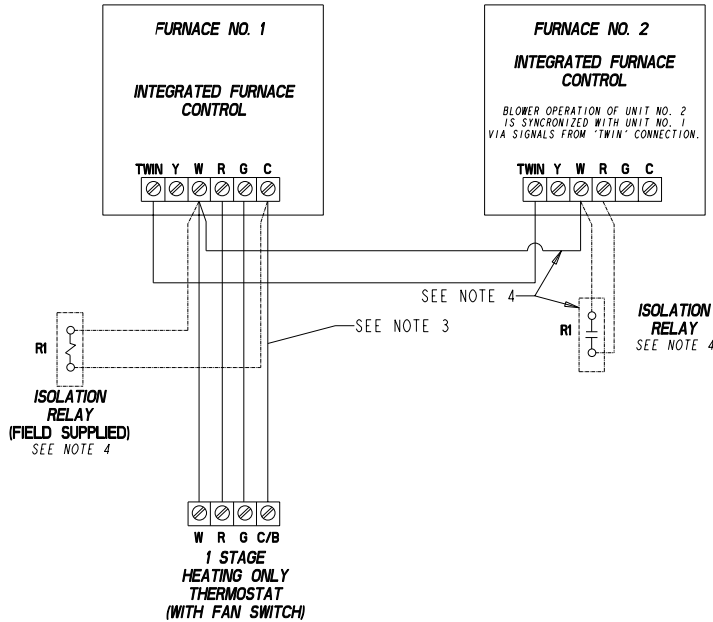 FURNACE NO. 1
INTEGRATED FURNACE
CONTROL
TWIN Y W R G C
FURNACE NO. 2
INTEGRATED FURNACE
CONTROL
BLOWER OPERATION OF UNIT NO. 2
IS SYNCRONIZED WITH UNIT NO. 1
VIA SIGNALS FROM 'TWIN' CONNECTION.
TWIN Y W R G C
SEE NOTE 4
SEE NOTE 3
R1
ISOLATION
RELAY
(FIELD SUPPLIED)
SEE NOTE 4
R1
ISOLATION
RELAY
SEE NOTE 4
W R G C/B
1 STAGE
HEATING ONLY
THERMOSTAT
(WITH FAN SWITCH)